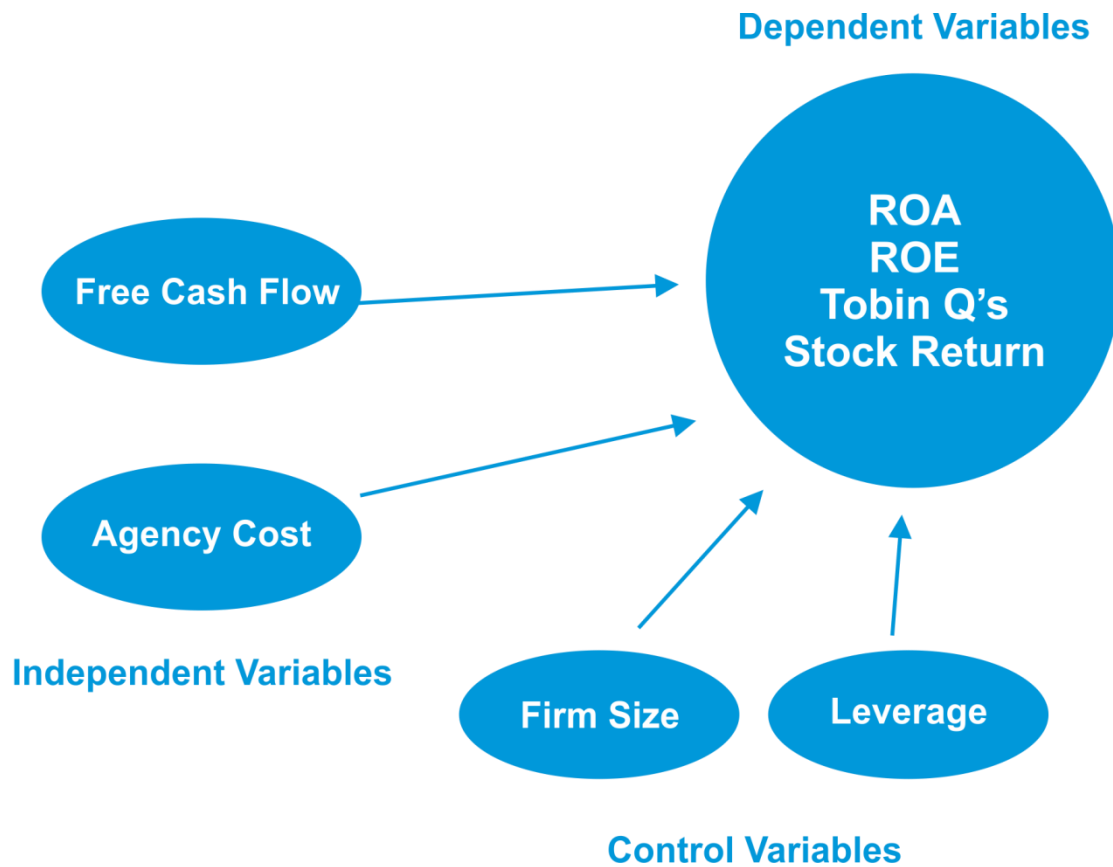 Dependent Variables
ROA
ROE
Tobin Q’s
Stock Return
Free Cash Flow
Agency Cost
Independent Variables
Firm Size
Leverage
Control Variables